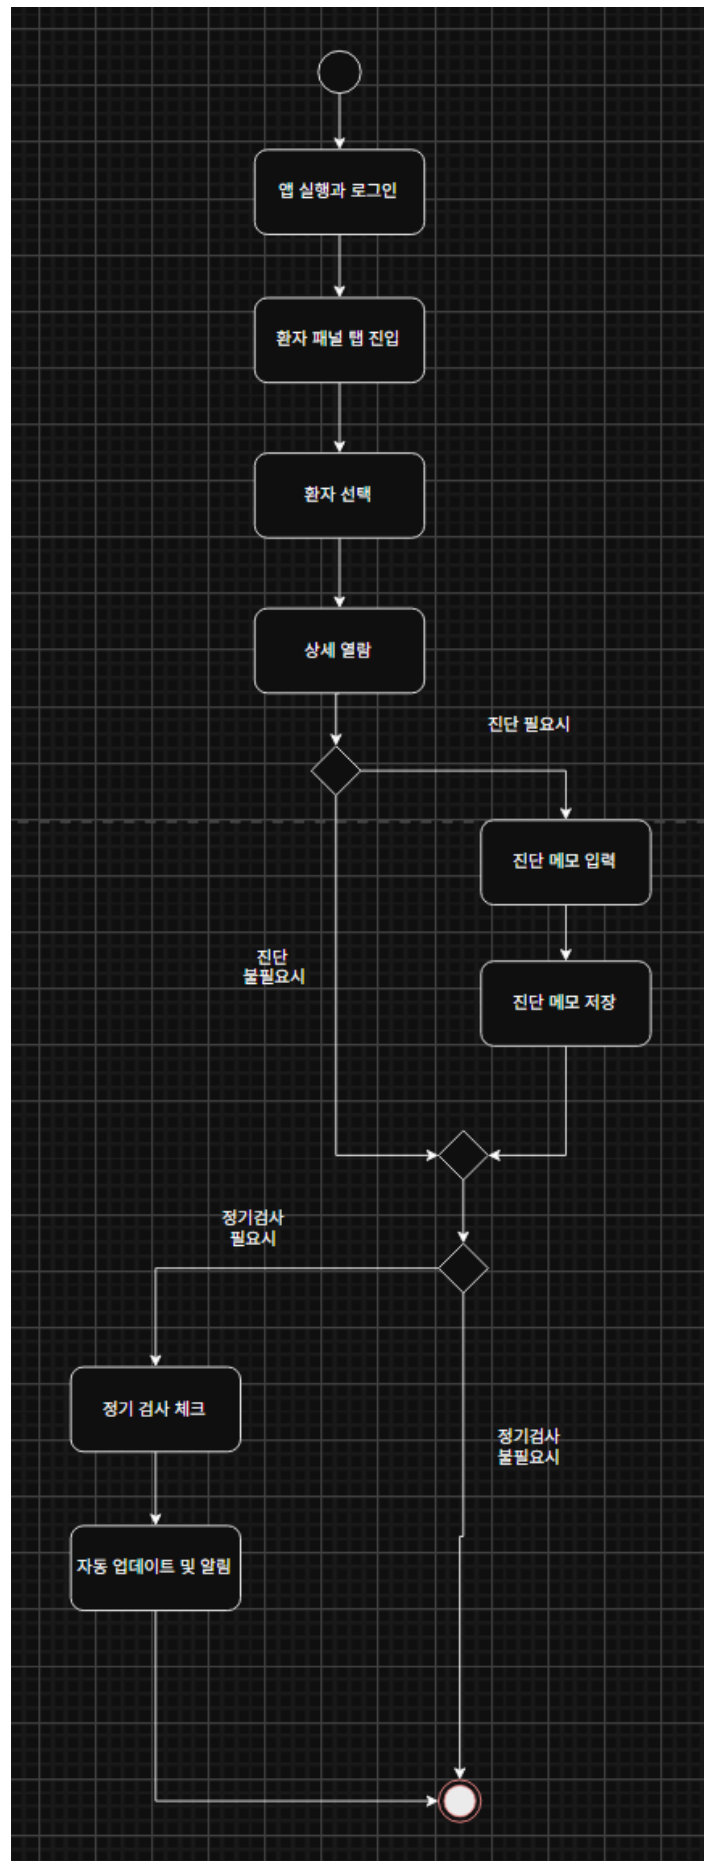 앱 실행과 로그인
환자 패널 탭 진입
환자 선택
상세 열람
진단 필요시
진단 메모 입력
진단
불필요시
진단 메모 저장
정기검사
필요시
정기 검사 체크
정기검사
불필요시
자동 업데이트 및 알림